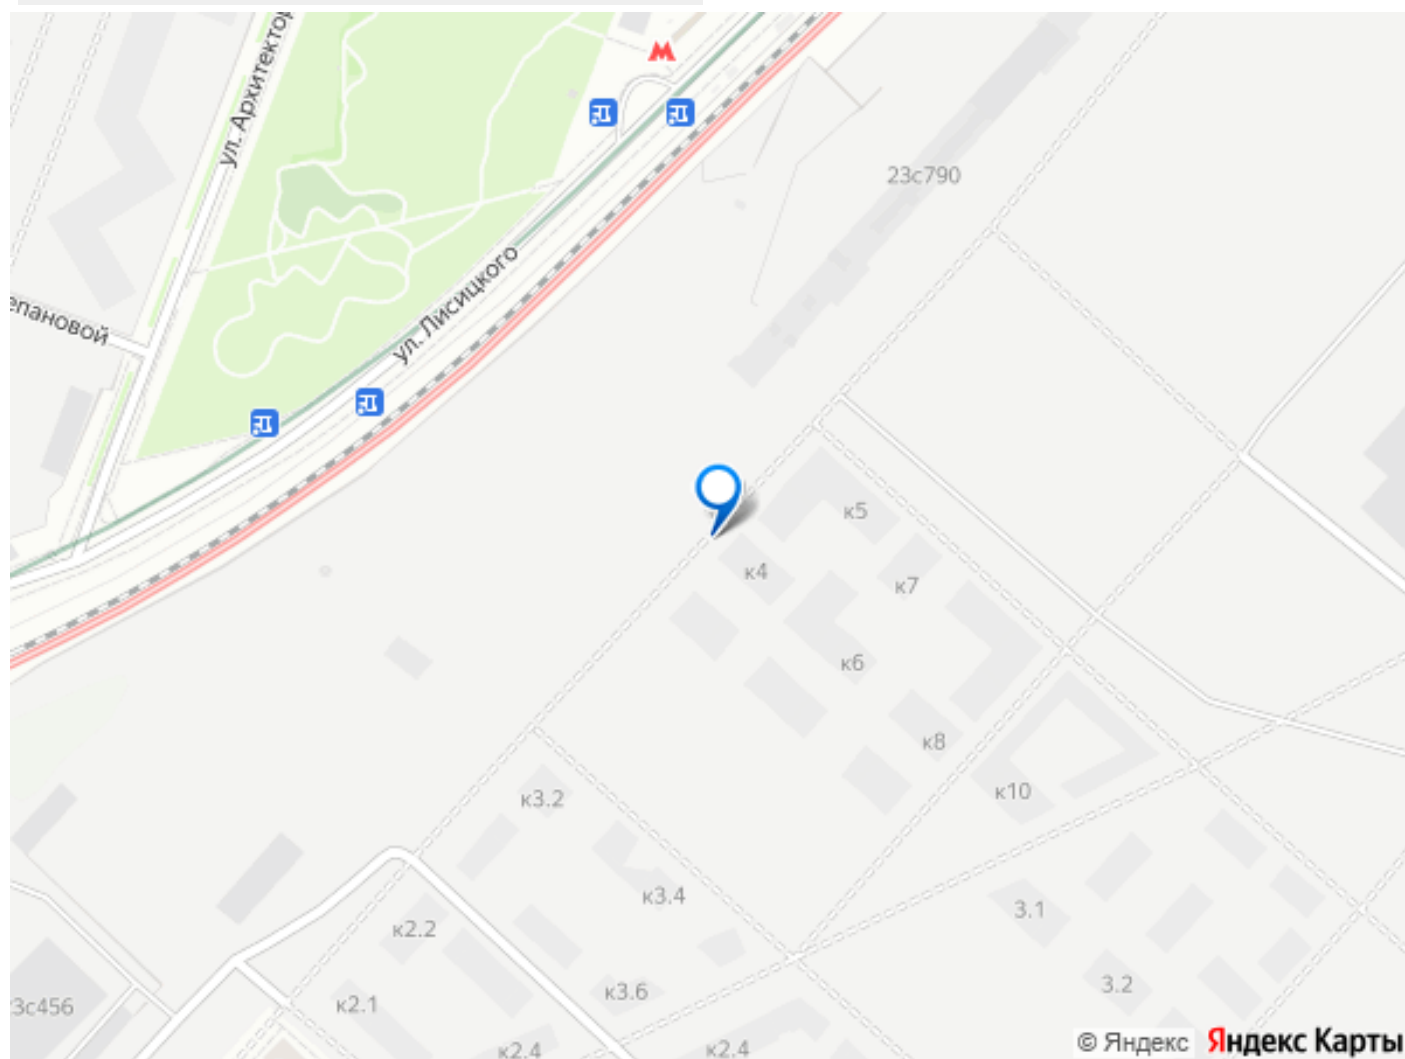 ул. Архитектор
23с790
ул. Лисицкого
епановой
к5
к4
к7
к6
к8
к10
к3.2
к3.4
3.1
к2.2
3.2
к3.6
3с456
к2.1
к2.4
к2.4
© Яндекс
Яндекс Карты